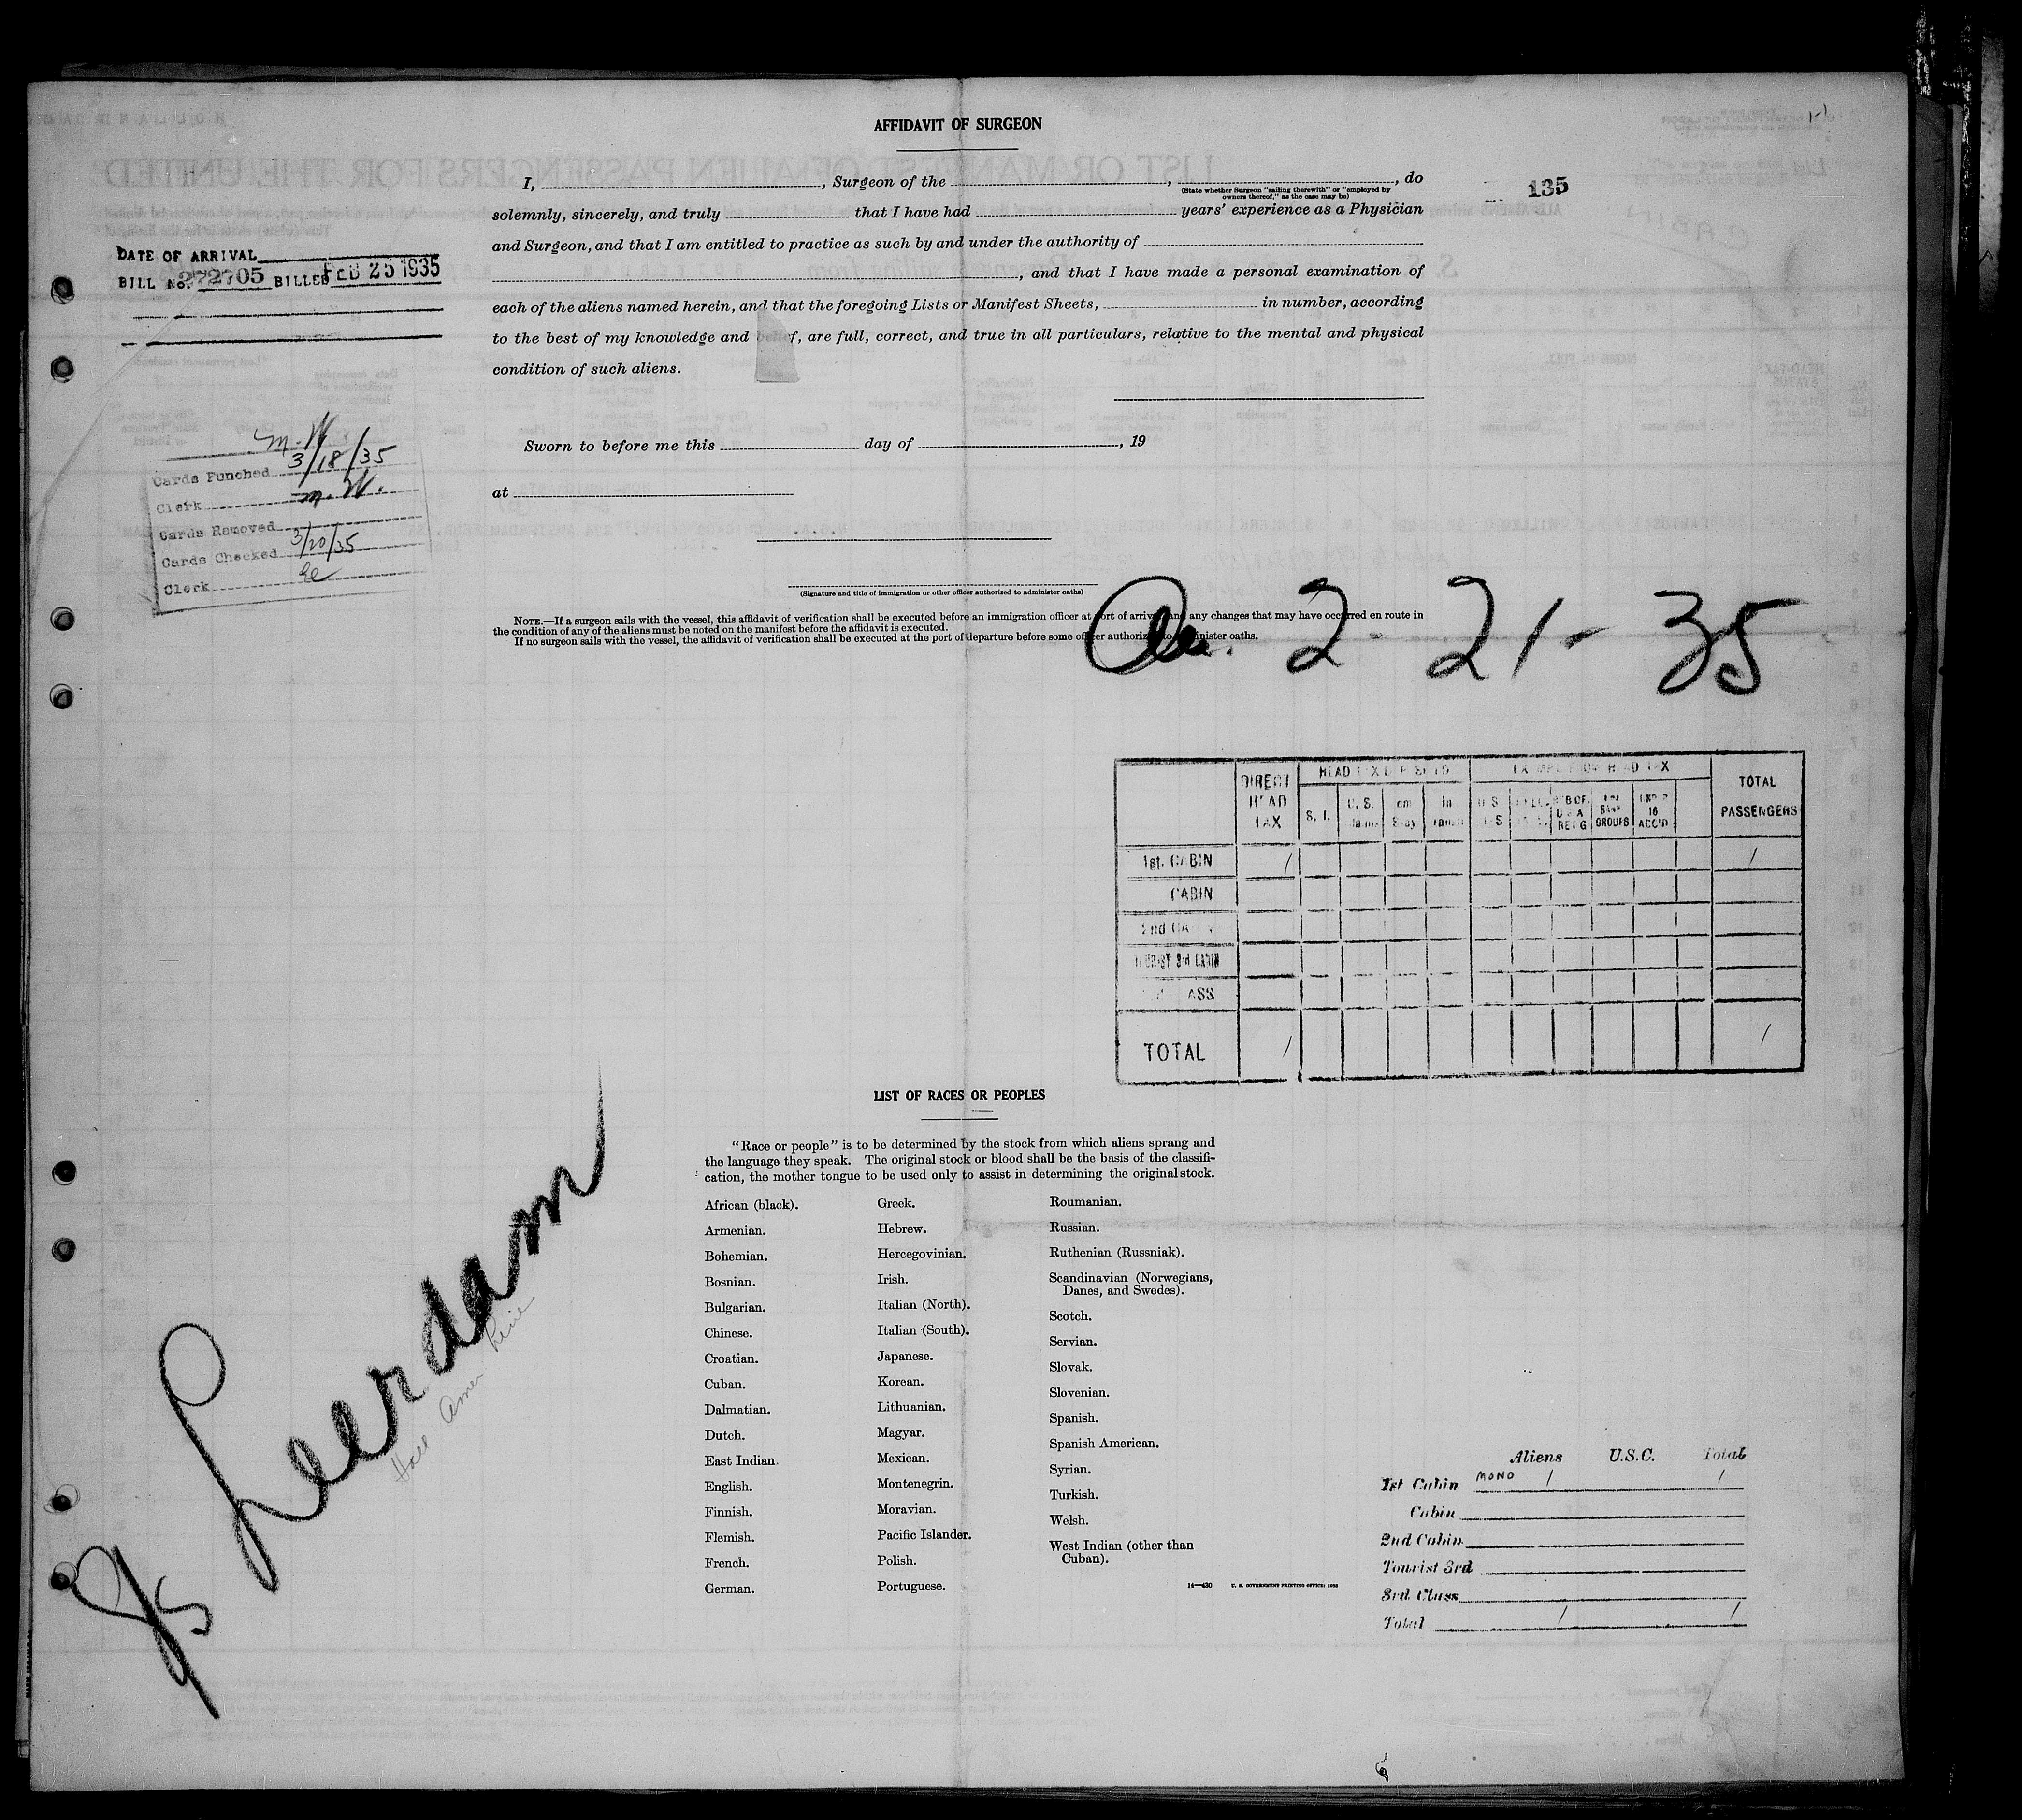 AFFIDAVIT OF SURGEON
I, , Surgeon of the , , do
(State whether Surgeon "sailing therewith" or "employed by
owners thereof," as the case may be)
135
solemnly, sincerely, and truly that I have had years' experience as a Physician
and Surgeon, and that I am entitled to practice as such by and under the authority of
, and that I have made a personal examination of
each of the aliens named herein, and that the foregoing Lists or Manifest Sheets, in number, according
to the best of my knowledge and belief, are full, correct, and true in all particulars, relative to the mental and physical
condition of such aliens.
DATE OF ARRIVAL
BILL No. 272705 BILLED FEB 25 1935
Sworn to before me this day of , 19
at
M. W
Cards Punched 3/18/35
Clerk M. W.
Cards Removed
Cards Checked 3/20/35
Clerk
(Signature and title of immigration or other officer authorized to administer oaths)
NOTE.—If a surgeon sails with the vessel, this affidavit of verification shall be executed before an immigration officer at port of arrival and any changes that may have occurred en route in
the condition of any of the aliens must be noted on the manifest before the affidavit is executed.
If no surgeon sails with the vessel, the affidavit of verification shall be executed at the port of departure before some officer authorized to administer oaths.
2-21-35
DIRECT HEAD TAX
S. I.
U. S.
TOTAL PASSENGERS
1st. CABIN / /
CABIN
2nd CABIN
TOURIST 3rd CABIN
TOTAL / /
LIST OF RACES OR PEOPLES
"Race or people" is to be determined by the stock from which aliens sprang and
the language they speak. The original stock or blood shall be the basis of the classifi-
cation, the mother tongue to be used only to assist in determining the original stock.
African (black).
Armenian.
Bohemian.
Bosnian.
Bulgarian.
Chinese.
Croatian.
Cuban.
Dalmatian.
Dutch.
East Indian.
English.
Finnish.
Flemish.
French.
German.
Greek.
Hebrew.
Hercegovinian.
Irish.
Italian (North).
Italian (South).
Japanese.
Korean.
Lithuanian.
Magyar.
Mexican.
Montenegrin.
Moravian.
Pacific Islander.
Polish.
Portuguese.
Roumanian.
Russian.
Ruthenian (Russniak).
Scandinavian (Norwegians,
Danes, and Swedes).
Scotch.
Servian.
Slovak.
Slovenian.
Spanish.
Spanish American.
Syrian.
Turkish.
Welsh.
West Indian (other than
Cuban).
14—430 U. S. GOVERNMENT PRINTING OFFICE:
SS Leerdam
Holl Amer Line
Aliens U.S.C. Total
1st Cabin MONO 1 1
Cabin
2nd Cabin
Tourist 3rd
3rd Class
Total 1 1